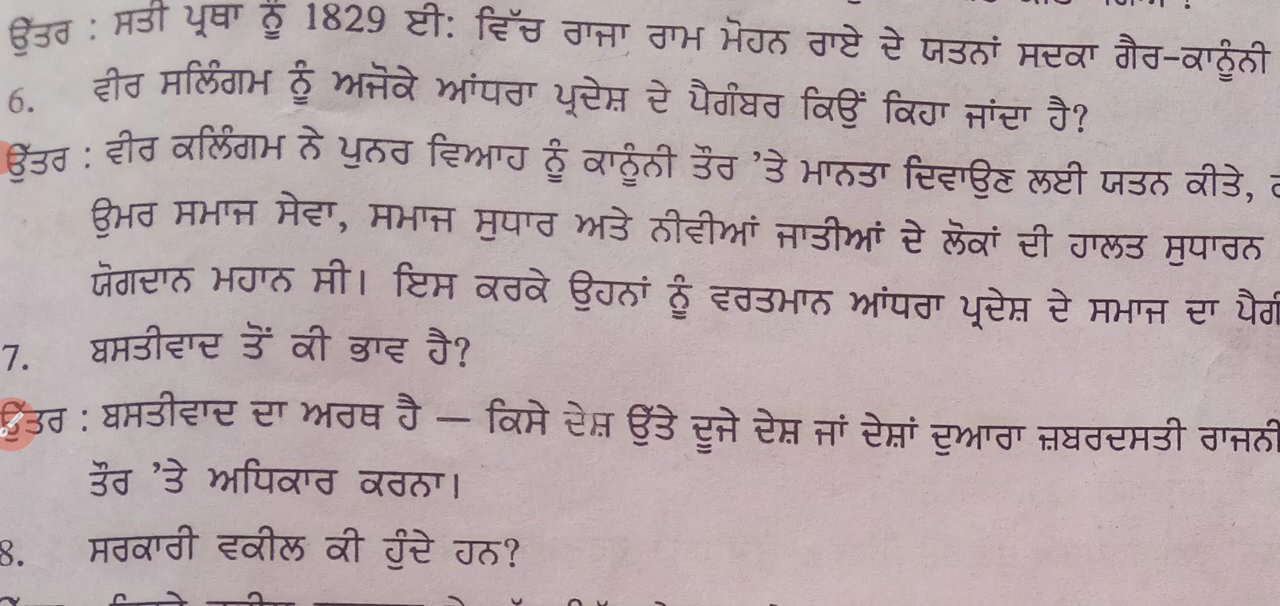 ਉੱਤਰ : ਸਤੀ ਪ੍ਰਥਾ ਨੂੰ 1829 ਈ: ਵਿੱਚ ਰਾਜਾ ਰਾਮ ਮੋਹਨ ਰਾਏ ਦੇ ਯਤਨਾਂ ਸਦਕਾ ਗੈਰ-ਕਾਨੂੰਨੀ
6. ਵੀਰ ਸਲਿੰਗਮ ਨੂੰ ਅਜੋਕੇ ਆਂਧਰਾ ਪ੍ਰਦੇਸ਼ ਦੇ ਪੈਗੰਬਰ ਕਿਉਂ ਕਿਹਾ ਜਾਂਦਾ ਹੈ?
ਉੱਤਰ : ਵੀਰ ਕਲਿੰਗਮ ਨੇ ਪੁਨਰ ਵਿਆਹ ਨੂੰ ਕਾਨੂੰਨੀ ਤੌਰ 'ਤੇ ਮਾਨਤਾ ਦਿਵਾਉਣ ਲਈ ਯਤਨ ਕੀਤੇ,
ਉਮਰ ਸਮਾਜ ਸੇਵਾ, ਸਮਾਜ ਸੁਧਾਰ ਅਤੇ ਨੀਵੀਆਂ ਜਾਤੀਆਂ ਦੇ ਲੋਕਾਂ ਦੀ ਹਾਲਤ ਸੁਧਾਰਨ
ਯੋਗਦਾਨ ਮਹਾਨ ਸੀ। ਇਸ ਕਰਕੇ ਉਹਨਾਂ ਨੂੰ ਵਰਤਮਾਨ ਆਂਧਰਾ ਪ੍ਰਦੇਸ਼ ਦੇ ਸਮਾਜ ਦਾ
7. ਬਸਤੀਵਾਦ ਤੋਂ ਕੀ ਭਾਵ ਹੈ?
ਉੱਤਰ : ਬਸਤੀਵਾਦ ਦਾ ਅਰਥ ਹੈ — ਕਿਸੇ ਦੇਸ਼ ਉੱਤੇ ਦੂਜੇ ਦੇਸ਼ ਜਾਂ ਦੇਸ਼ਾਂ ਦੁਆਰਾ ਜ਼ਬਰਦਸਤੀ
ਤੌਰ 'ਤੇ ਅਧਿਕਾਰ ਕਰਨਾ।
8. ਸਰਕਾਰੀ ਵਕੀਲ ਕੀ ਹੁੰਦੇ ਹਨ?